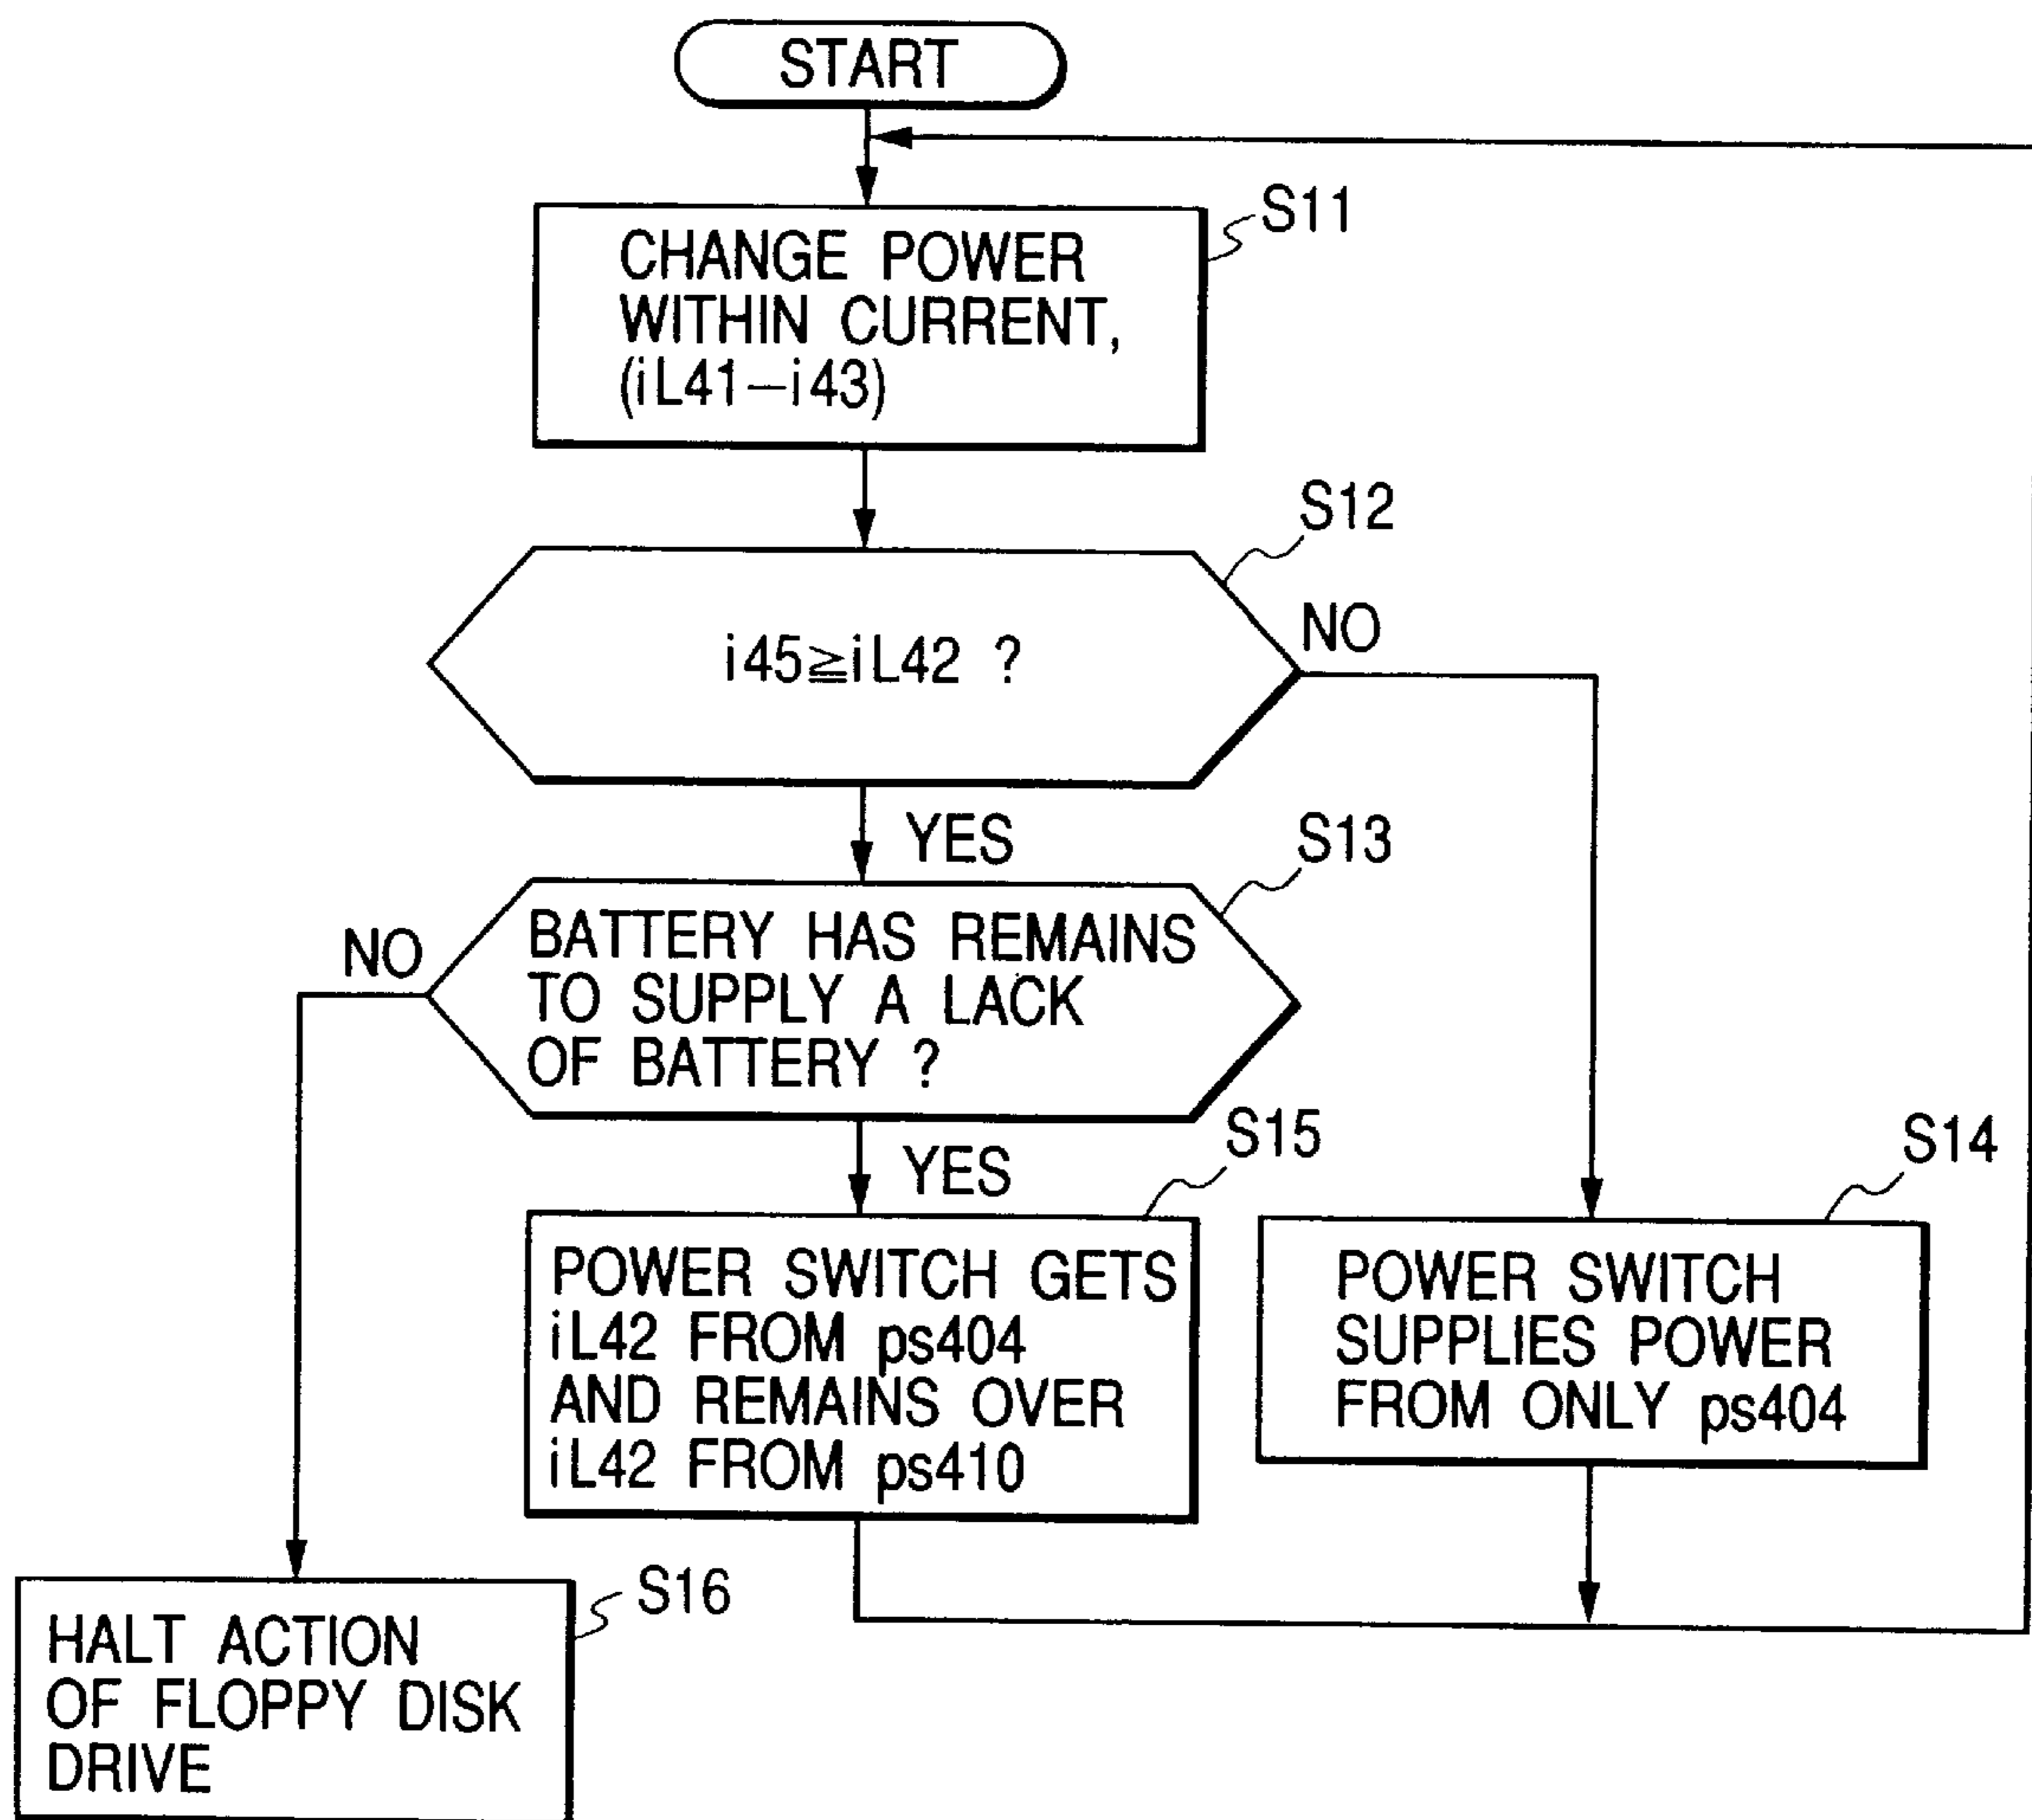 START
S11
CHANGE POWER
WITHIN CURRENT,
(iL41—i43)
S12
i45≧iL42 ?
NO
YES
S13
NO
BATTERY HAS REMAINS
TO SUPPLY A LACK
OF BATTERY ?
YES
S15
S14
POWER SWITCH GETS
iL42 FROM ps404
AND REMAINS OVER
iL42 FROM ps410
POWER SWITCH
SUPPLIES POWER
FROM ONLY ps404
S16
HALT ACTION
OF FLOPPY DISK
DRIVE